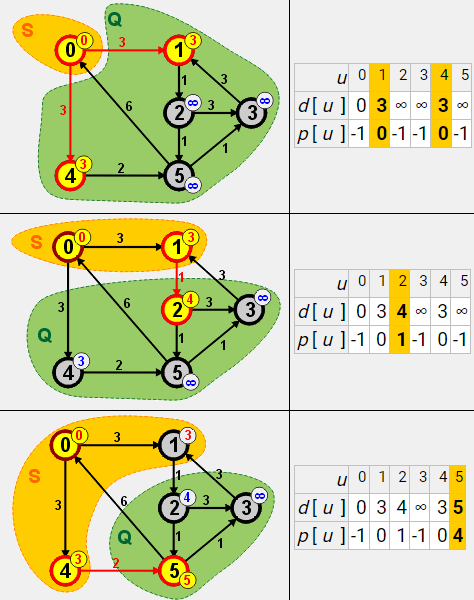 Q
S
0 0 3 1 3
1 3
3 6 2 ∞ 3 3 ∞
1
4 3 2 5 1
∞
u 0 1 2 3 4 5
d[u] 0 3 ∞ ∞ 3 ∞
p[u] -1 0 -1 -1 0 -1
S 0 0 3 1 3
1 3
3 6 2 4 3 3 ∞
Q 1
4 3 2 5 1
∞
u 0 1 2 3 4 5
d[u] 0 3 4 ∞ 3 ∞
p[u] -1 0 1 -1 0 -1
0 0 3 1 3
S 1 3
3 6 2 4 3 3 ∞
Q 1
4 3 2 5 1
5
u 0 1 2 3 4 5
d[u] 0 3 4 ∞ 3 5
p[u] -1 0 1 -1 0 4